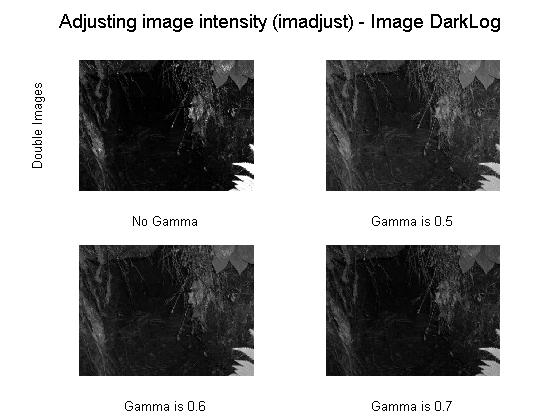 Adjusting image intensity (imadjust) - Image DarkLog
Double Images
No Gamma
Gamma is 0.5
Gamma is 0.6
Gamma is 0.7